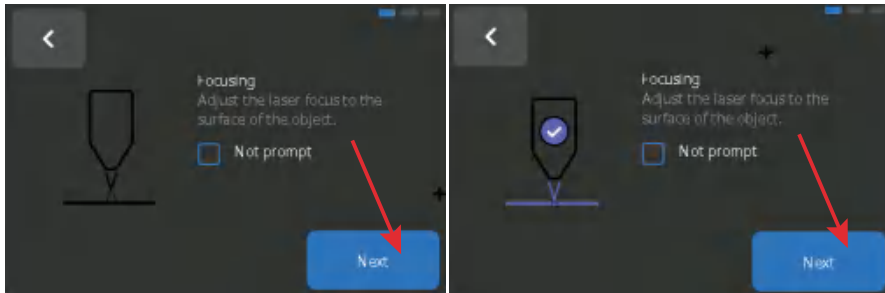 Focusing
Adjust the laser focus to the
surface of the object.
Not prompt
Next
Focusing
Adjust the laser focus to the
surface of the object.
Not prompt
Next